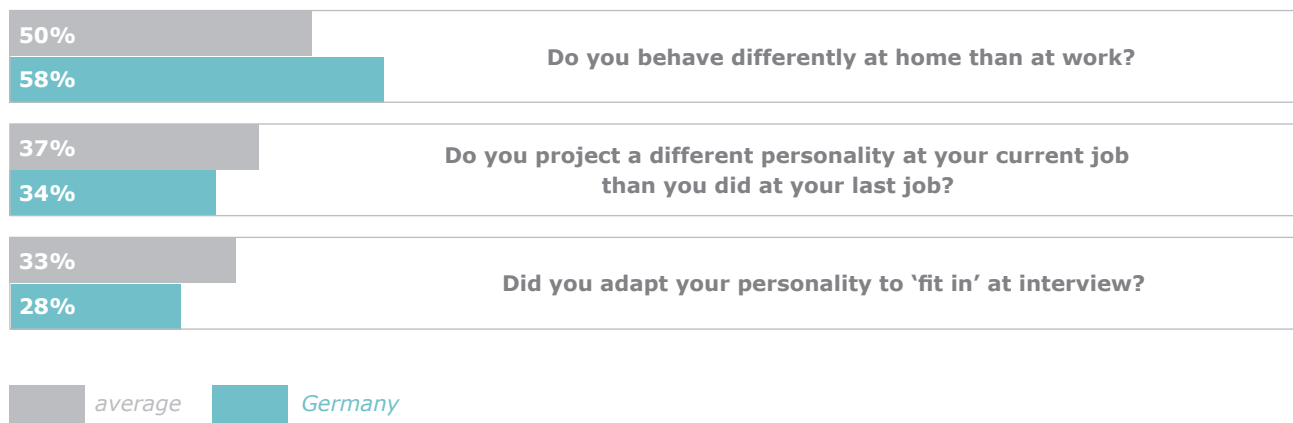 50%
58%
Do you behave differently at home than at work?
37%
34%
Do you project a different personality at your current job
than you did at your last job?
33%
28%
Did you adapt your personality to ‘fit in’ at interview?
average
Germany